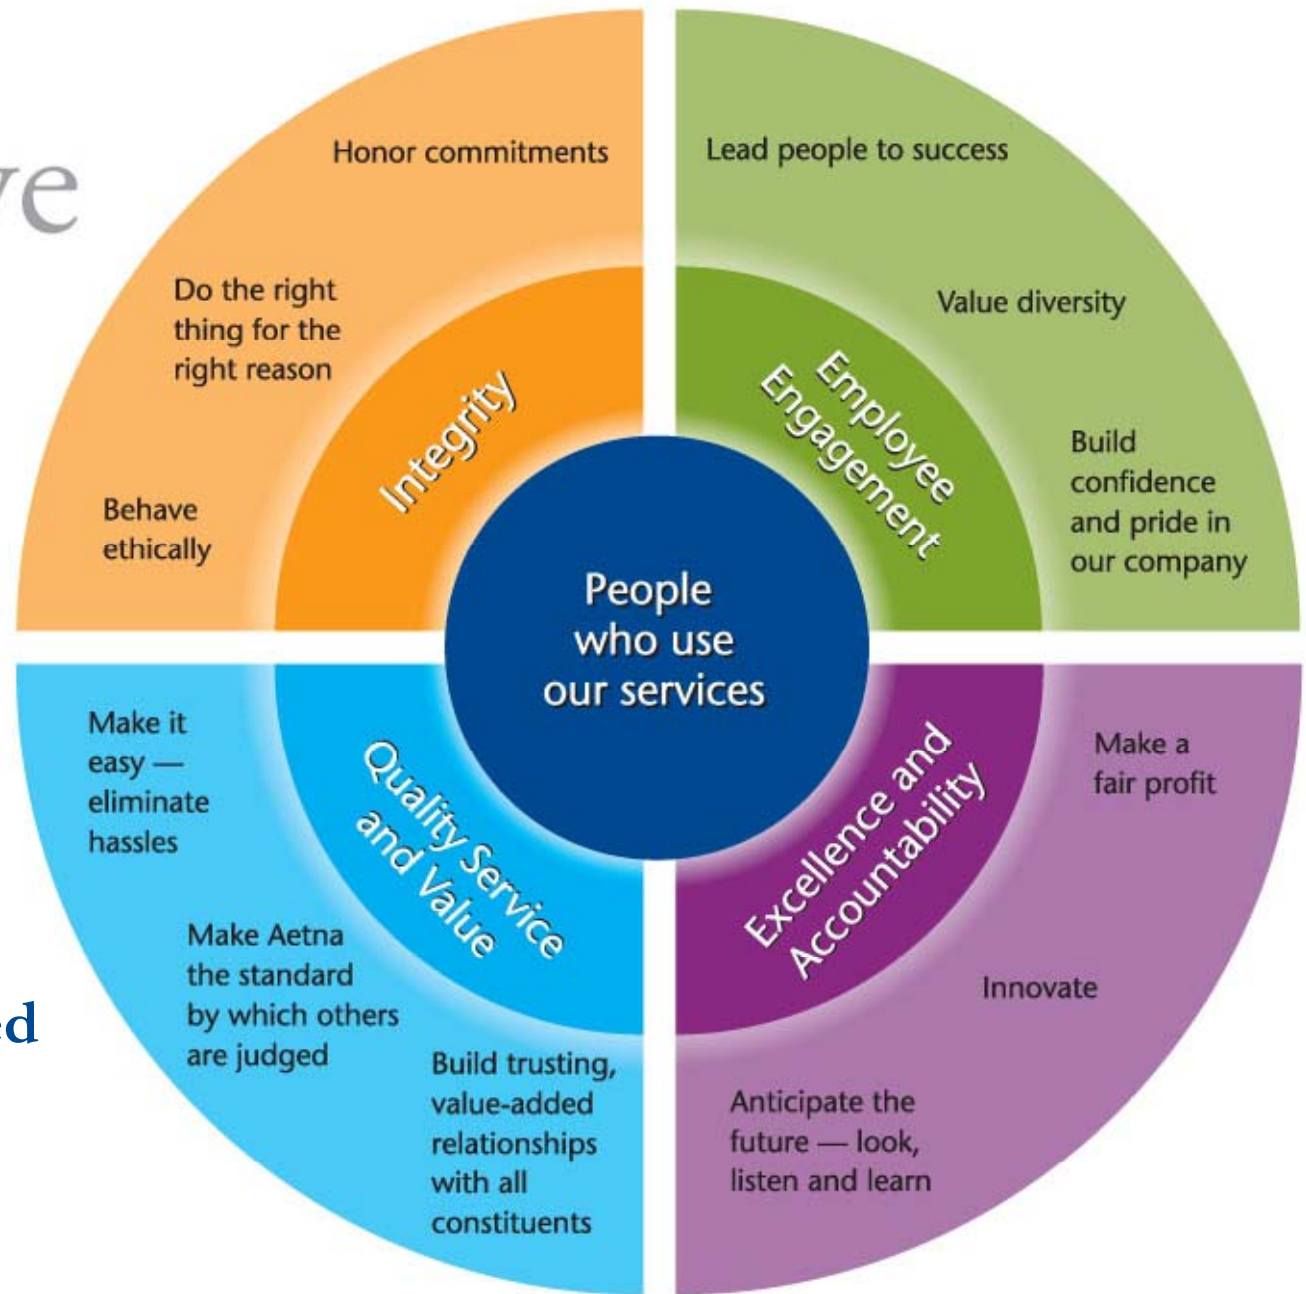 ve
Honor commitments
Do the right
thing for the
right reason
Behave
ethically
Integrity
Lead people to success
Value diversity
Build
confidence
and pride in
our company
Employee
Engagement
People
who use
our services
Make it
easy —
eliminate
hassles
Make Aetna
the standard
by which others
are judged
Build trusting,
value-added
relationships
with all
constituents
Quality Service
and Value
Excellence and
Accountability
Make a
fair profit
Innovate
Anticipate the
future — look,
listen and learn
ed